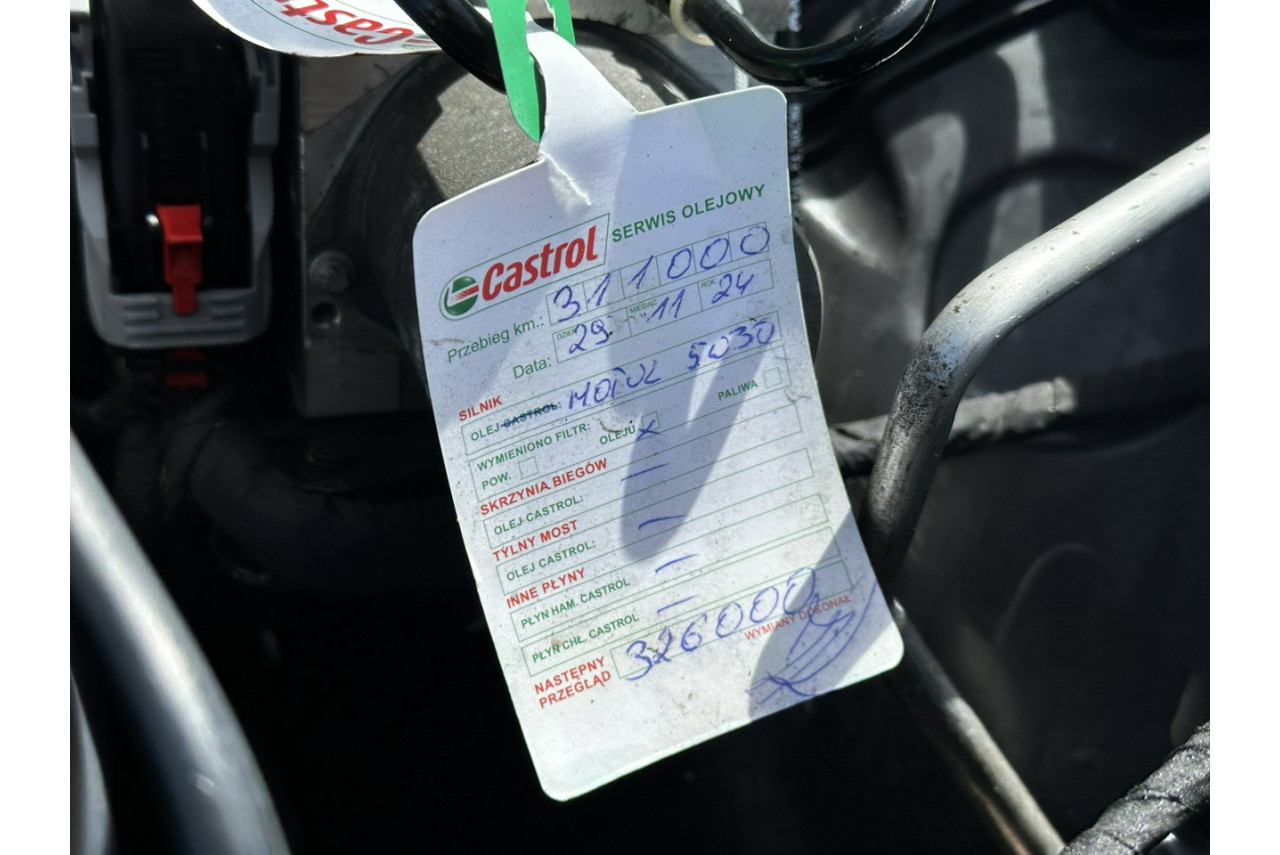 Castro
Castrol SERWIS OLEJOWY
Przebieg km.: 311000
DZIEŃ MIESIĄC ROK
Data: 29 11 24
SILNIK
OLEJ CASTROL: MOTUL 5030
WYMIENIONO FILTR: OLEJU x PALIWA
POW.
SKRZYNIA BIEGÓW
OLEJ CASTROL: —
TYLNY MOST
OLEJ CASTROL: —
INNE PŁYNY
PŁYN HAM. CASTROL —
PŁYN CHŁ. CASTROL —
NASTĘPNY PRZEGLĄD 326000
WYMIANY DOKONAŁ